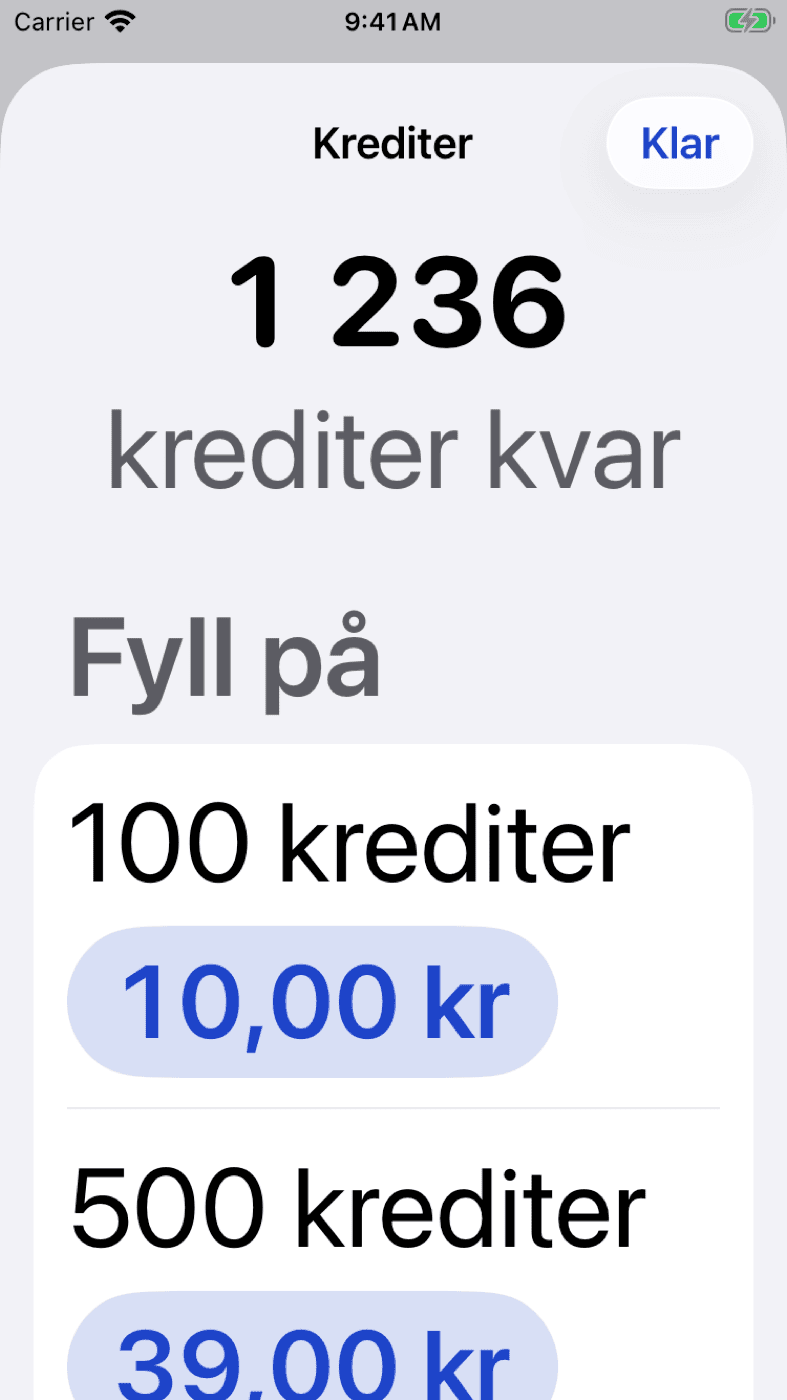 Carrier 9:41 AM
Krediter Klar
1 236
krediter kvar
Fyll på
100 krediter
10,00 kr
500 krediter
39,00 kr